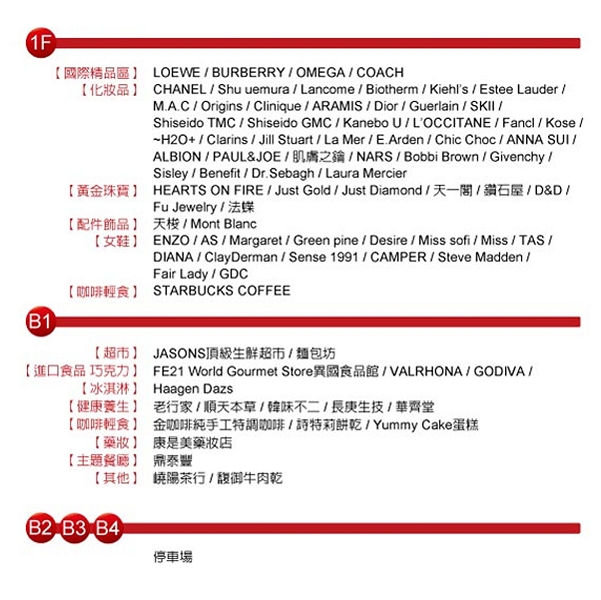 1F
【國際精品區】 LOEWE / BURBERRY / OMEGA / COACH
【化妝品】 CHANEL / Shu uemura / Lancome / Biotherm / Kiehl's / Estee Lauder /
M.A.C / Origins / Clinique / ARAMIS / Dior / Guerlain / SKII /
Shiseido TMC / Shiseido GMC / Kanebo U / L'OCCITANE / Fancl / Kose /
~H2O+ / Clarins / Jill Stuart / La Mer / E.Arden / Chic Choc / ANNA SUI /
ALBION / PAUL&JOE / 肌膚之鑰 / NARS / Bobbi Brown / Givenchy /
Sisley / Benefit / Dr.Sebagh / Laura Mercier
【黃金珠寶】 HEARTS ON FIRE / Just Gold / Just Diamond / 天一閣 / 鑽石屋 / D&D /
Fu Jewelry / 法蝶
【配件飾品】 天梭 / Mont Blanc
【女鞋】 ENZO / AS / Margaret / Green pine / Desire / Miss sofi / Miss / TAS /
DIANA / ClayDerman / Sense 1991 / CAMPER / Steve Madden /
Fair Lady / GDC
【咖啡輕食】 STARBUCKS COFFEE
B1
【超市】 JASONS頂級生鮮超市 / 麵包坊
【進口食品 巧克力】 FE21 World Gourmet Store異國食品館 / VALRHONA / GODIVA /
【冰淇淋】 Haagen Dazs
【健康養生】 老行家 / 順天本草 / 韓味不二 / 長庚生技 / 華齊堂
【咖啡輕食】 金咖啡純手工特調咖啡 / 詩特莉餅乾 / Yummy Cake蛋糕
【藥妝】 康是美藥妝店
【主題餐廳】 鼎泰豐
【其他】 嶢陽茶行 / 馥御牛肉乾
B2 B3 B4
停車場